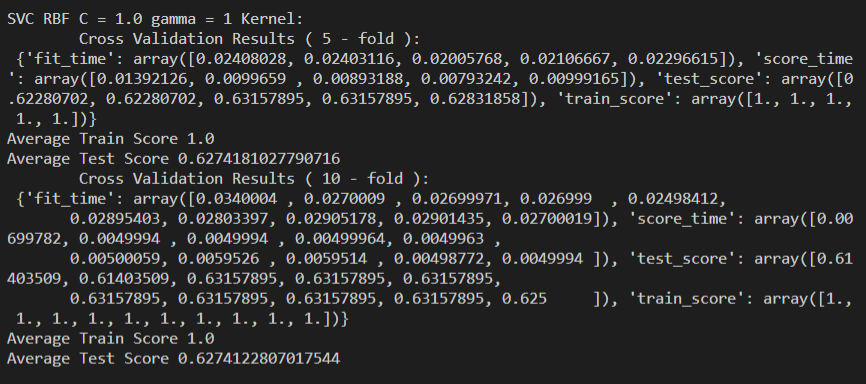 SVC RBF C = 1.0 gamma = 1 Kernel:
        Cross Validation Results ( 5 - fold ):
 {'fit_time': array([0.02408028, 0.02403116, 0.02005768, 0.02106667, 0.02296615]), 'score_time
': array([0.01392126, 0.0099659 , 0.00893188, 0.00793242, 0.00999165]), 'test_score': array([0
.62280702, 0.62280702, 0.63157895, 0.63157895, 0.62831858]), 'train_score': array([1., 1., 1.,
 1., 1.])}
Average Train Score 1.0
Average Test Score 0.6274181027790716
        Cross Validation Results ( 10 - fold ):
 {'fit_time': array([0.0340004 , 0.0270009 , 0.02699971, 0.026999  , 0.02498412,
       0.02895403, 0.02803397, 0.02905178, 0.02901435, 0.02700019]), 'score_time': array([0.00
699782, 0.0049994 , 0.0049994 , 0.00499964, 0.0049963 ,
       0.00500059, 0.0059526 , 0.0059514 , 0.00498772, 0.0049994 ]), 'test_score': array([0.61
403509, 0.61403509, 0.63157895, 0.63157895, 0.63157895,
       0.63157895, 0.63157895, 0.63157895, 0.63157895, 0.625     ]), 'train_score': array([1.,
 1., 1., 1., 1., 1., 1., 1., 1., 1.])}
Average Train Score 1.0
Average Test Score 0.6274122807017544